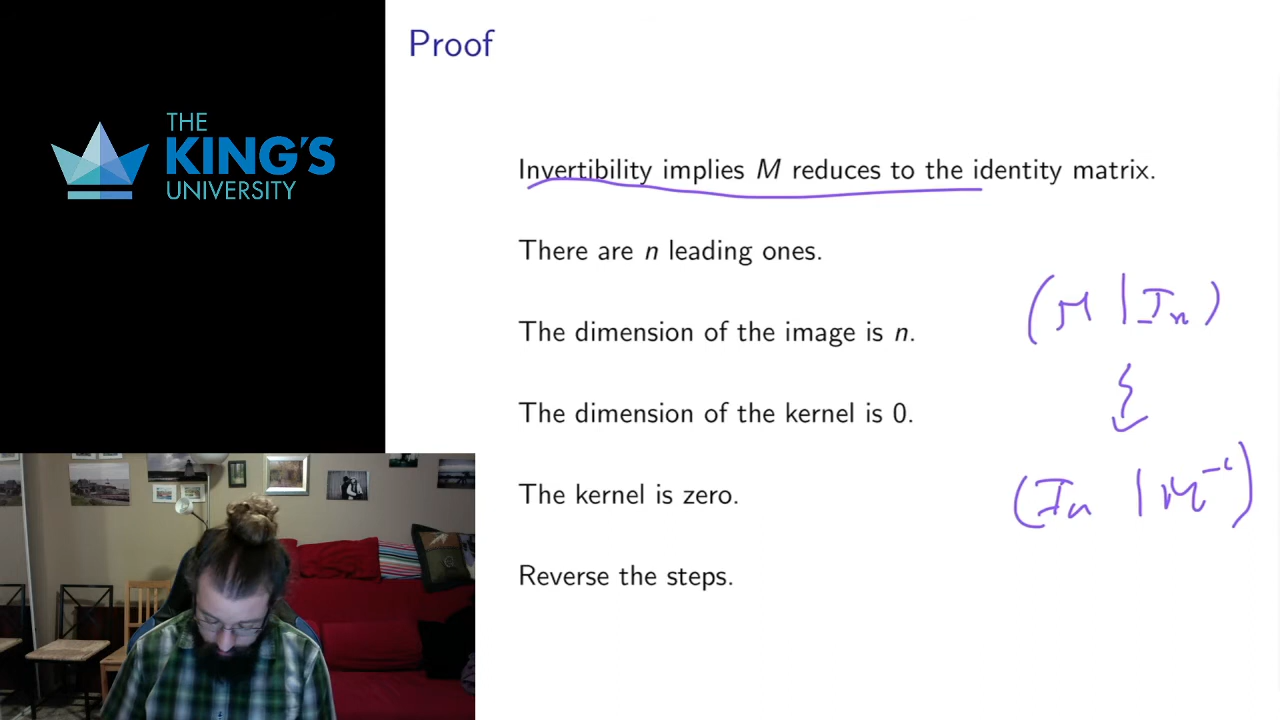 THE
KING'S
UNIVERSITY
Proof
Invertibility implies M reduces to the identity matrix.
There are n leading ones.
The dimension of the image is n.
The dimension of the kernel is 0.
The kernel is zero.
Reverse the steps.
(M | In)
(In | M⁻¹)